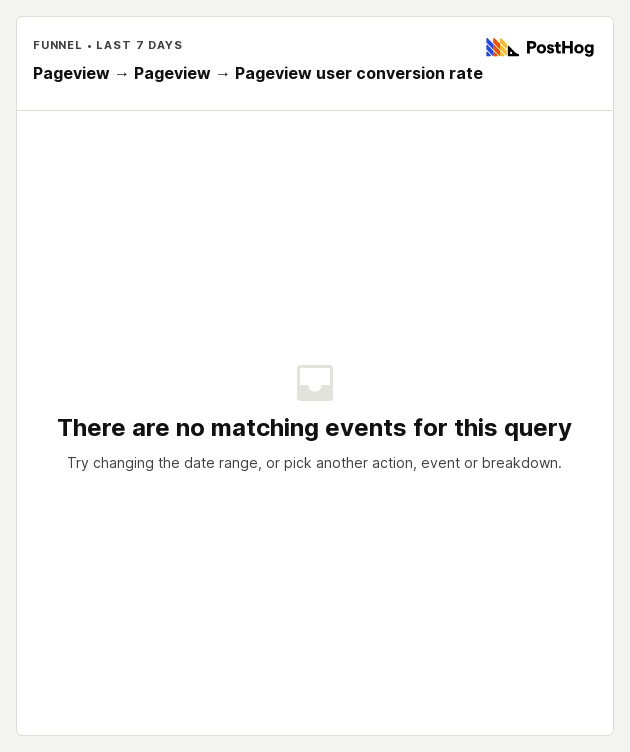 FUNNEL • LAST 7 DAYS
PostHog
Pageview → Pageview → Pageview user conversion rate
There are no matching events for this query
Try changing the date range, or pick another action, event or breakdown.